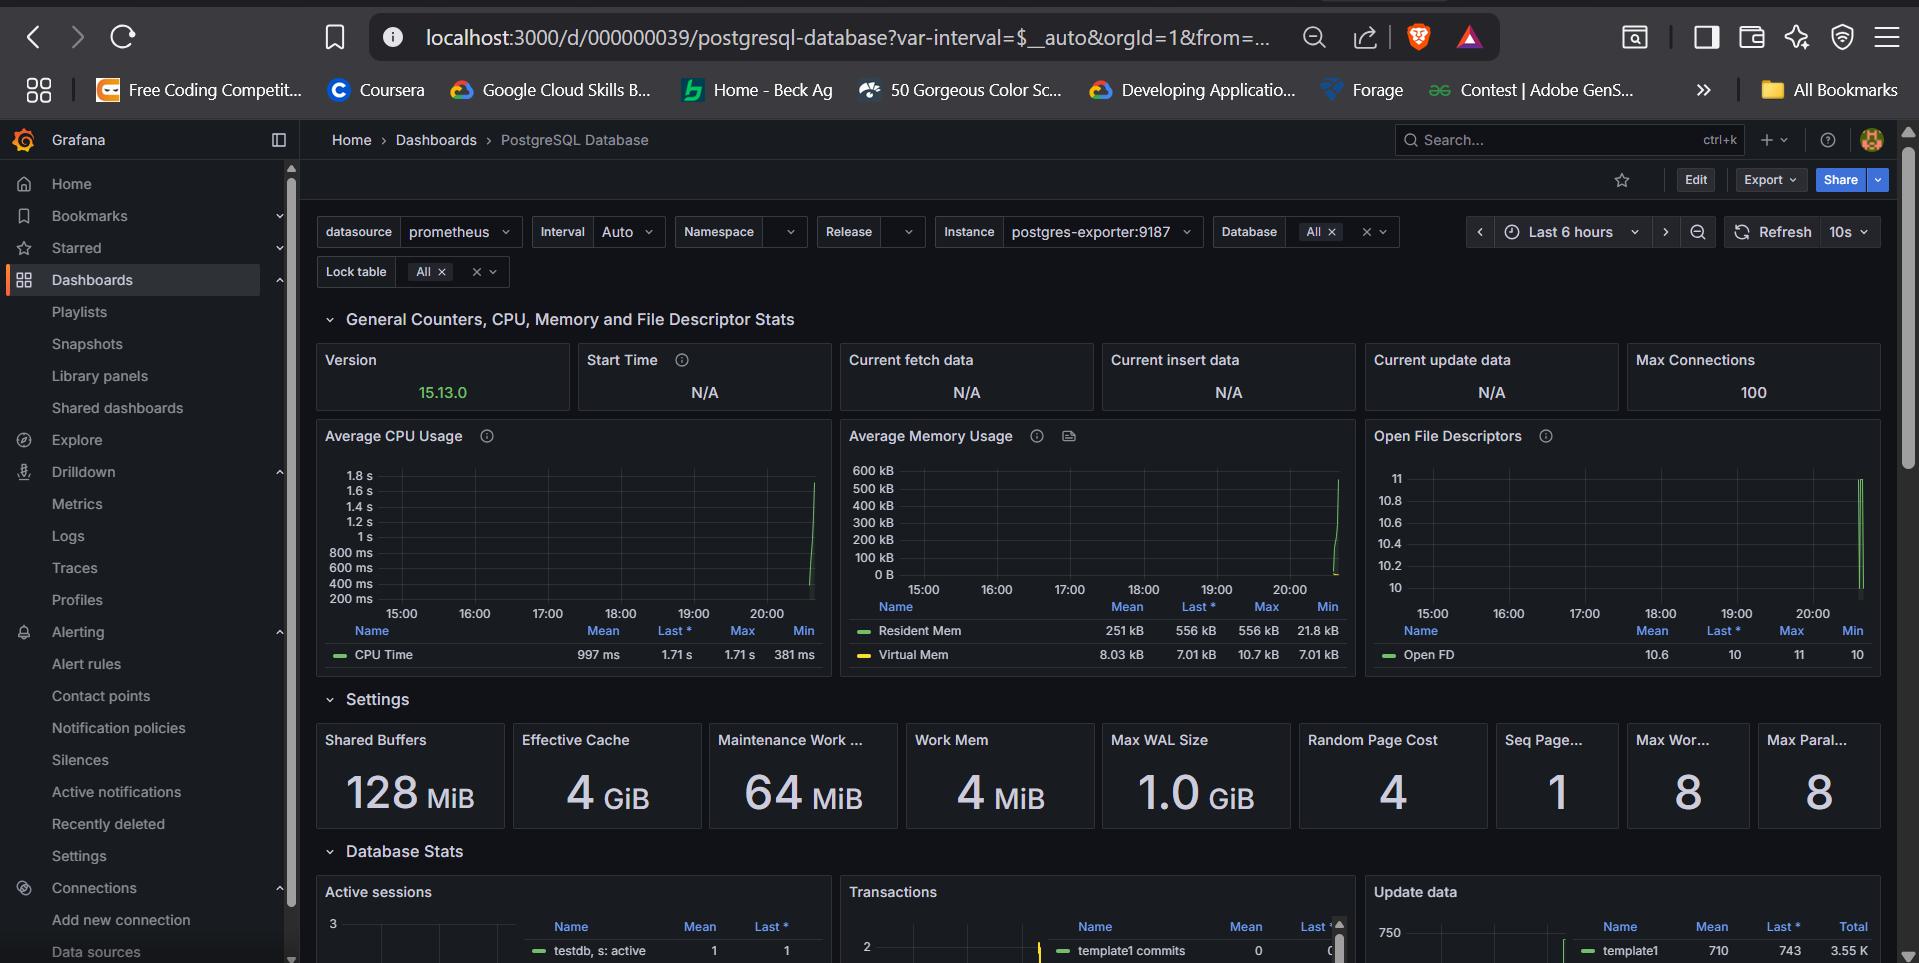 localhost:3000/d/000000039/postgresql-database?var-interval=$__auto&orgId=1&from=...
Free Coding Competit...
Coursera
Google Cloud Skills B...
Home - Beck Ag
50 Gorgeous Color Sc...
Developing Applicatio...
Forage
Contest | Adobe GenS...
All Bookmarks
Grafana
Home › Dashboards › PostgreSQL Database
Search...
ctrl+k
Edit
Export
Share
Home
Bookmarks
Starred
Dashboards
Playlists
Snapshots
Library panels
Shared dashboards
Explore
Drilldown
Metrics
Logs
Traces
Profiles
Alerting
Alert rules
Contact points
Notification policies
Silences
Active notifications
Recently deleted
Settings
Connections
Add new connection
Data sources
datasource prometheus
Interval Auto
Namespace
Release
Instance postgres-exporter:9187
Database All
Last 6 hours
Refresh 10s
Lock table All
General Counters, CPU, Memory and File Descriptor Stats
Version
15.13.0
Start Time
N/A
Current fetch data
N/A
Current insert data
N/A
Current update data
N/A
Max Connections
100
Average CPU Usage
1.8 s
1.6 s
1.4 s
1.2 s
1 s
800 ms
600 ms
400 ms
200 ms
15:00 16:00 17:00 18:00 19:00 20:00
Name Mean Last * Max Min
CPU Time 997 ms 1.71 s 1.71 s 381 ms
Average Memory Usage
600 kB
500 kB
400 kB
300 kB
200 kB
100 kB
0 B
15:00 16:00 17:00 18:00 19:00 20:00
Name Mean Last * Max Min
Resident Mem 251 kB 556 kB 556 kB 21.8 kB
Virtual Mem 8.03 kB 7.01 kB 10.7 kB 7.01 kB
Open File Descriptors
11
10.8
10.6
10.4
10.2
10
15:00 16:00 17:00 18:00 19:00 20:00
Name Mean Last * Max Min
Open FD 10.6 10 11 10
Settings
Shared Buffers
128 MiB
Effective Cache
4 GiB
Maintenance Work ...
64 MiB
Work Mem
4 MiB
Max WAL Size
1.0 GiB
Random Page Cost
4
Seq Page...
1
Max Wor...
8
Max Paral...
8
Database Stats
Active sessions
3
Name Mean Last *
testdb, s: active 1 1
Transactions
2
Name Mean Last
template1 commits 0
Update data
750
Name Mean Last * Total
template1 710 743 3.55 K